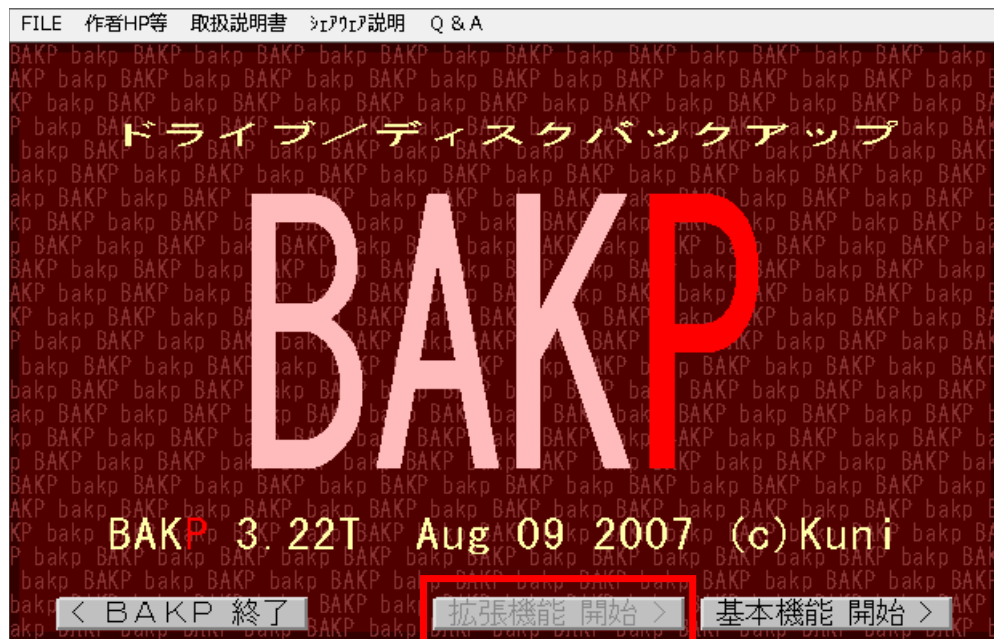 FILE 作者HP等 取扱説明書 ｼｪｱｳｪｱ説明 Q & A
ドライブ／ディスクバックアップ
BAKP
BAKP 3.22T Aug 09 2007 (c)Kuni
< BAKP 終了 拡張機能 開始 > 基本機能 開始 >